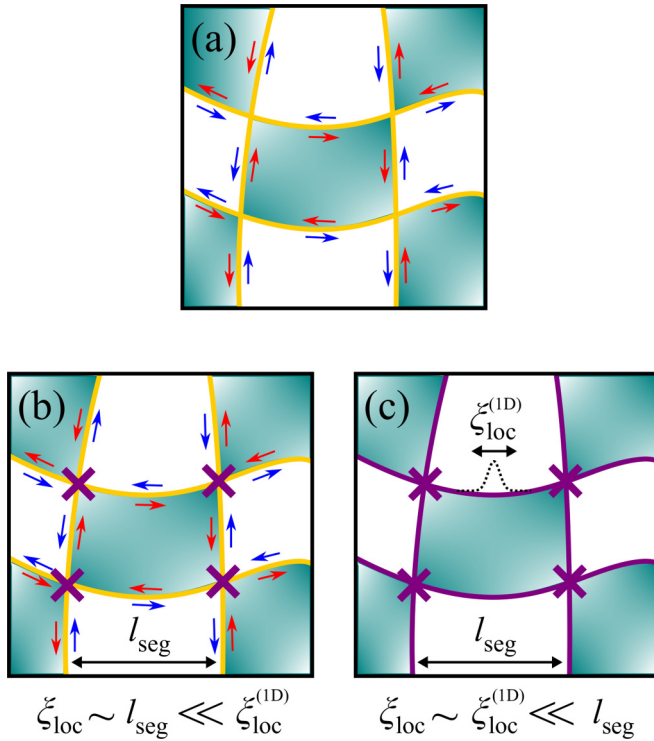 (a)
(b)
l_seg
ξ_loc ~ l_seg ≪ ξ_loc^(1D)
(c)
ξ_loc^(1D)
l_seg
ξ_loc ~ ξ_loc^(1D) ≪ l_seg